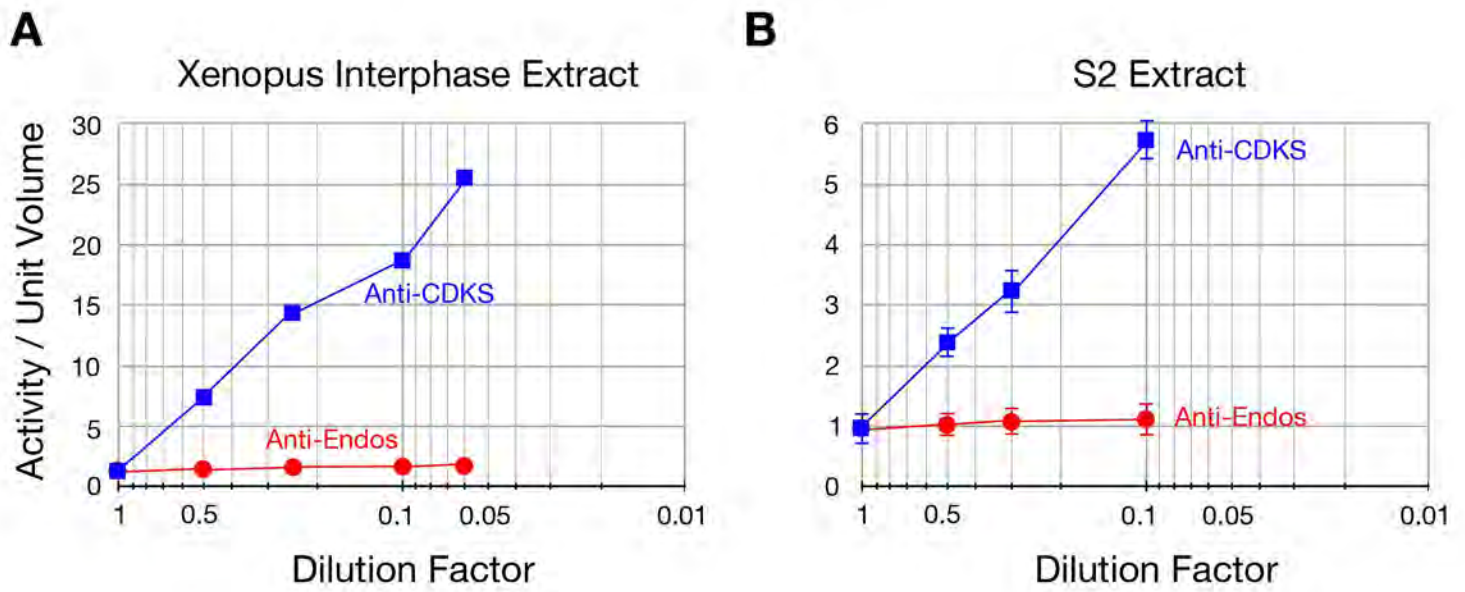 A
Xenopus Interphase Extract
Activity / Unit Volume
30
25
20
15
10
5
0
Anti-CDKS
Anti-Endos
1 0.5 0.1 0.05 0.01
Dilution Factor
B
S2 Extract
6
5
4
3
2
1
0
Anti-CDKS
Anti-Endos
1 0.5 0.1 0.05 0.01
Dilution Factor